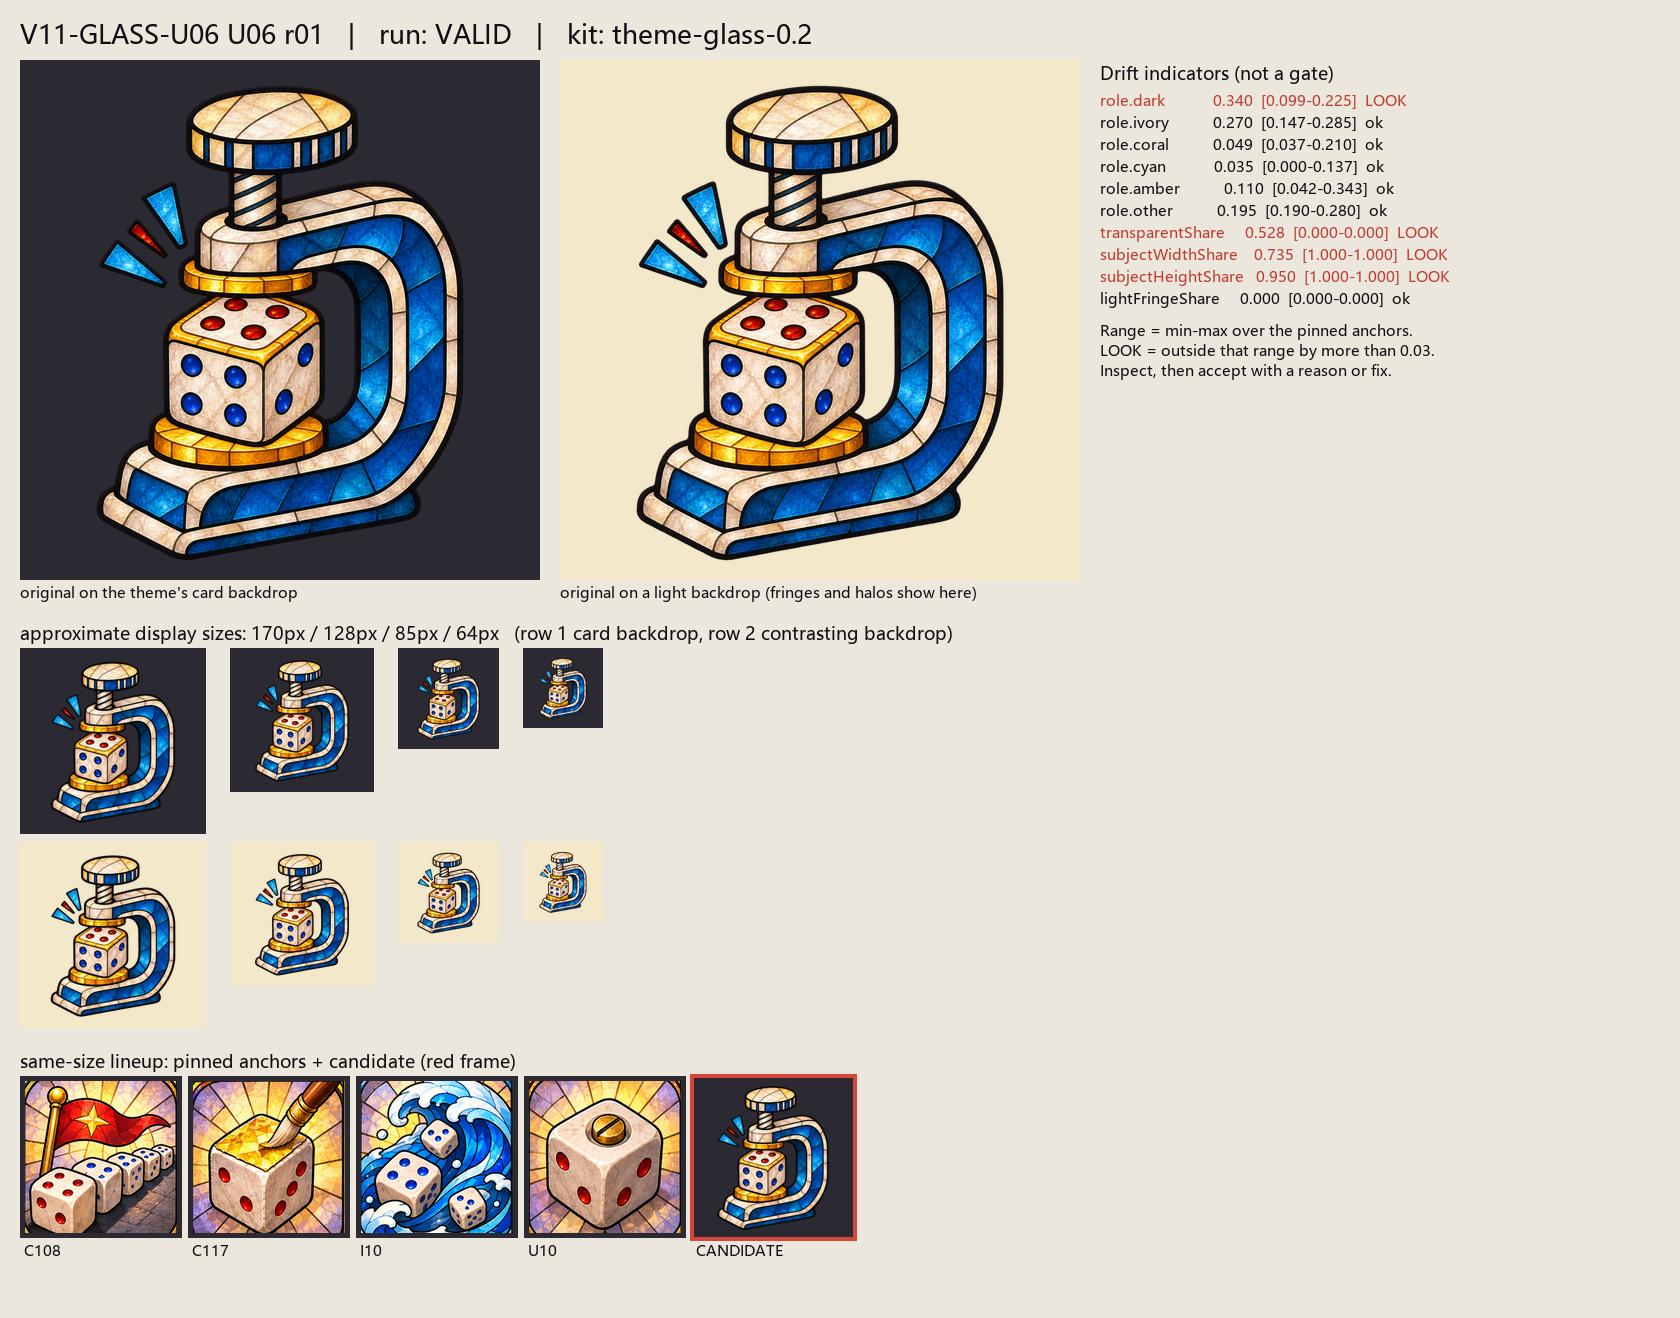 V11-GLASS-U06 U06 r01 | run: VALID | kit: theme-glass-0.2
Drift indicators (not a gate)
role.dark 0.340 [0.099-0.225] LOOK
role.ivory 0.270 [0.147-0.285] ok
role.coral 0.049 [0.037-0.210] ok
role.cyan 0.035 [0.000-0.137] ok
role.amber 0.110 [0.042-0.343] ok
role.other 0.195 [0.190-0.280] ok
transparentShare 0.528 [0.000-0.000] LOOK
subjectWidthShare 0.735 [1.000-1.000] LOOK
subjectHeightShare 0.950 [1.000-1.000] LOOK
lightFringeShare 0.000 [0.000-0.000] ok
Range = min-max over the pinned anchors.
LOOK = outside that range by more than 0.03.
Inspect, then accept with a reason or fix.
original on the theme's card backdrop
original on a light backdrop (fringes and halos show here)
approximate display sizes: 170px / 128px / 85px / 64px (row 1 card backdrop, row 2 contrasting backdrop)
same-size lineup: pinned anchors + candidate (red frame)
C108
C117
I10
U10
CANDIDATE